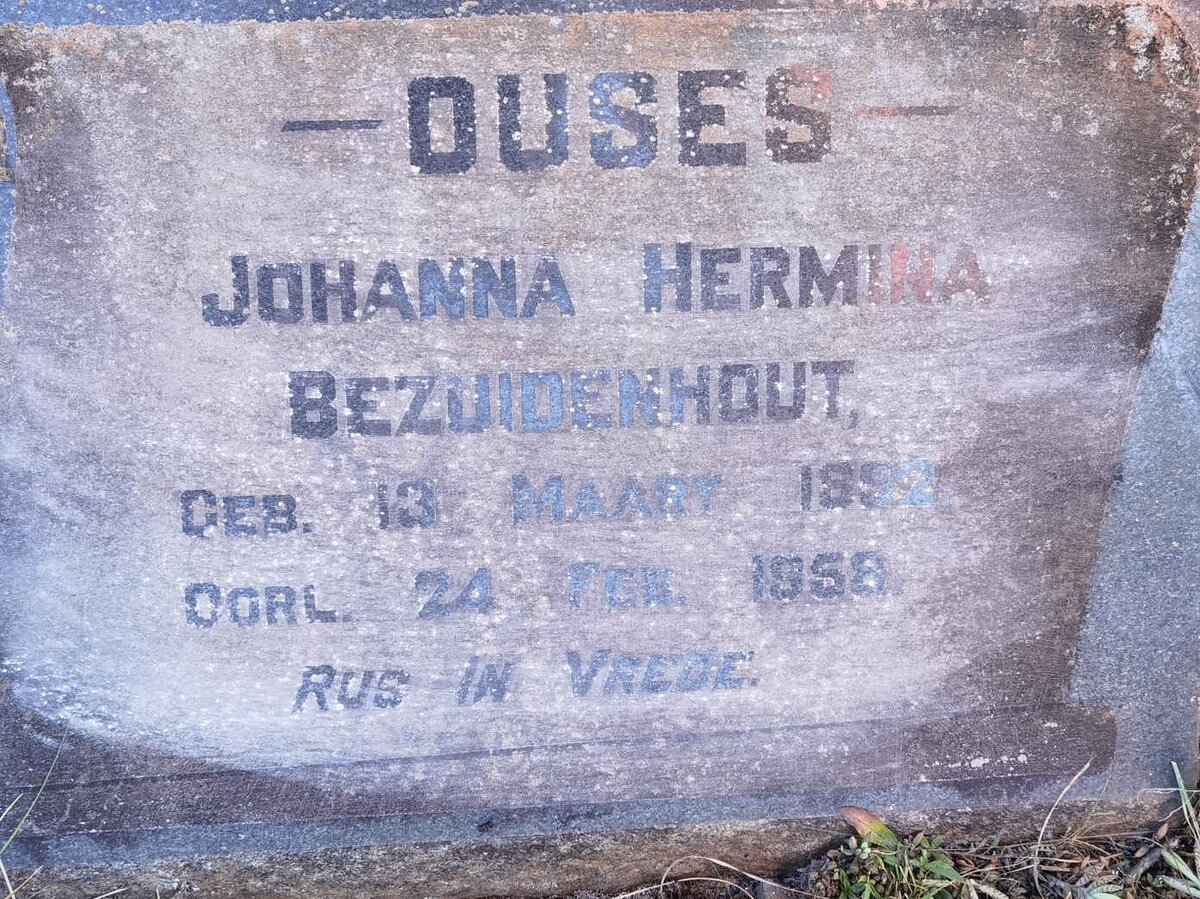 — OUSES —
JOHANNA HERMINA
BEZUIDENHOUT,
GEB. 13 MAART 1892.
OORL. 24 FEB. 1958.
RUS IN VREDE.